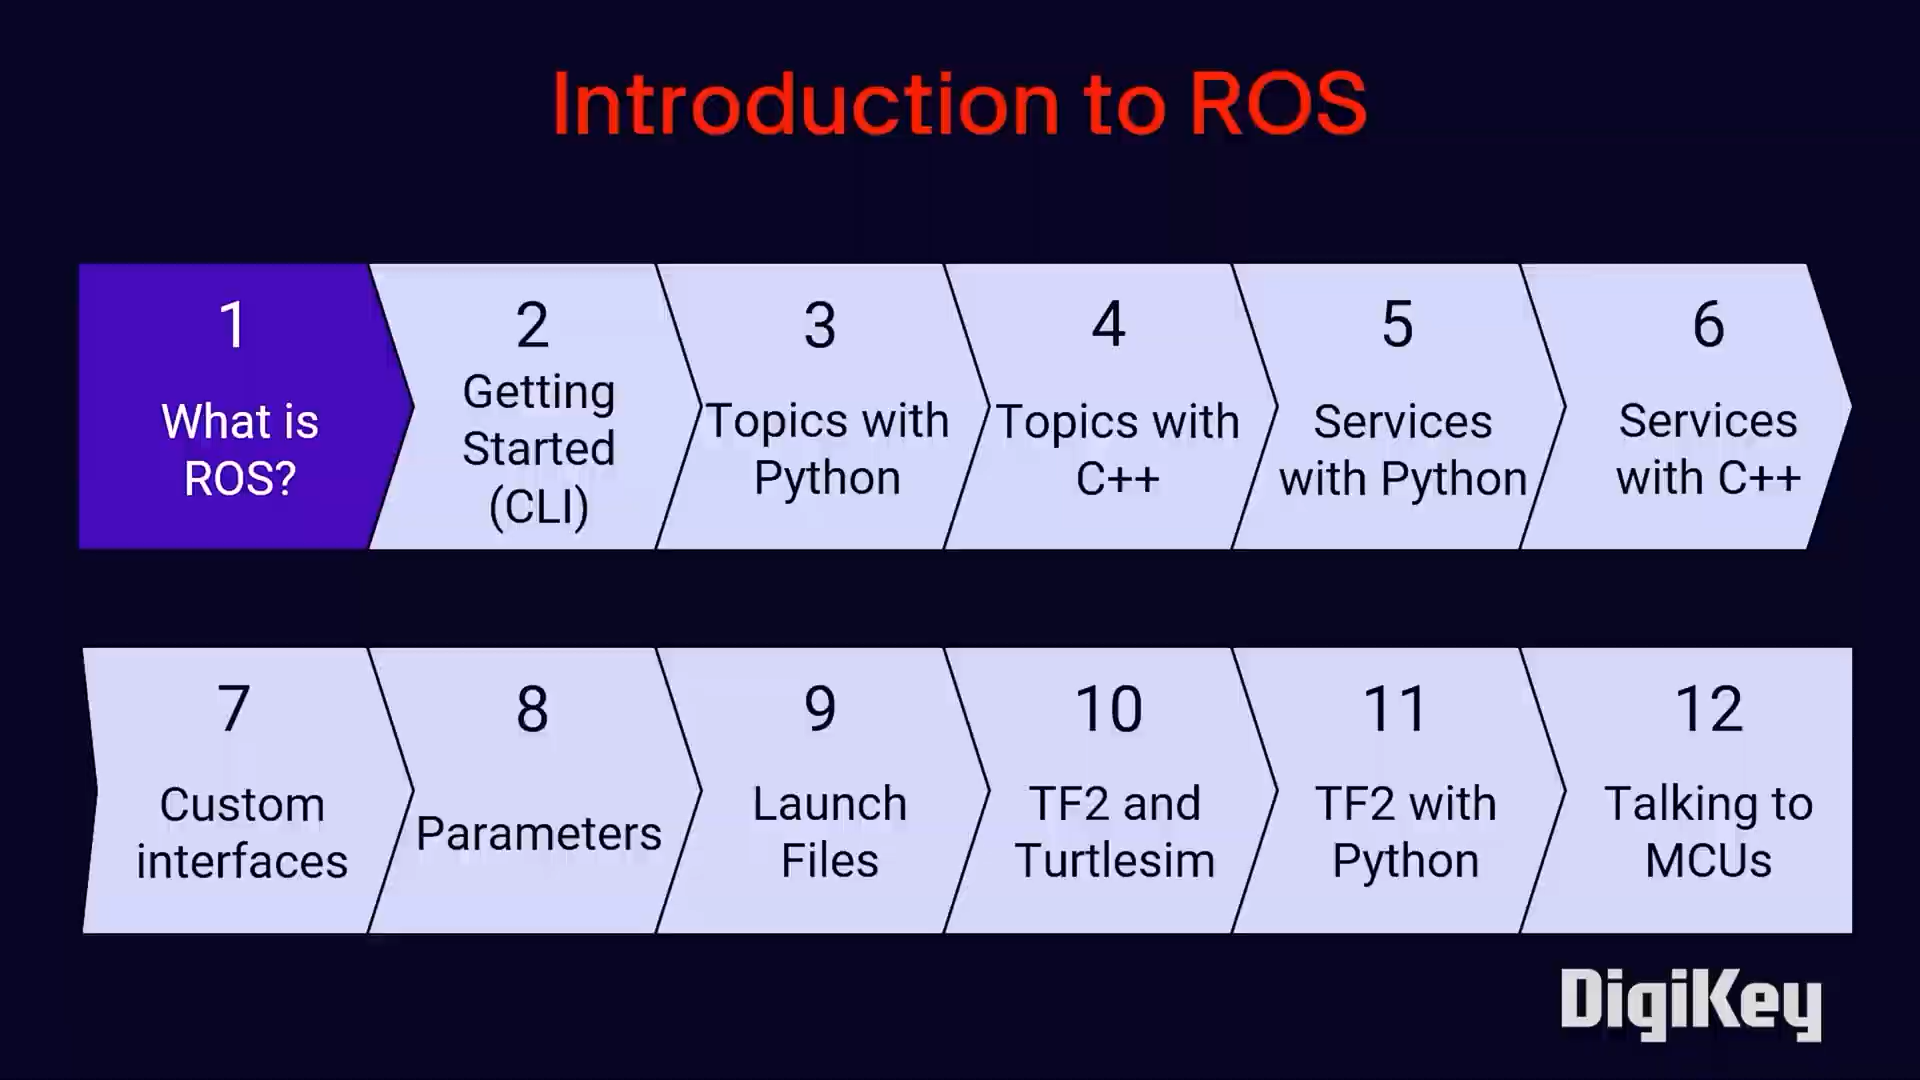 Introduction to ROS
1
What is
ROS?
2
Getting
Started
(CLI)
3
Topics with
Python
4
Topics with
C++
5
Services
with Python
6
Services
with C++
7
Custom
interfaces
8
Parameters
9
Launch
Files
10
TF2 and
Turtlesim
11
TF2 with
Python
12
Talking to
MCUs
DigiKey